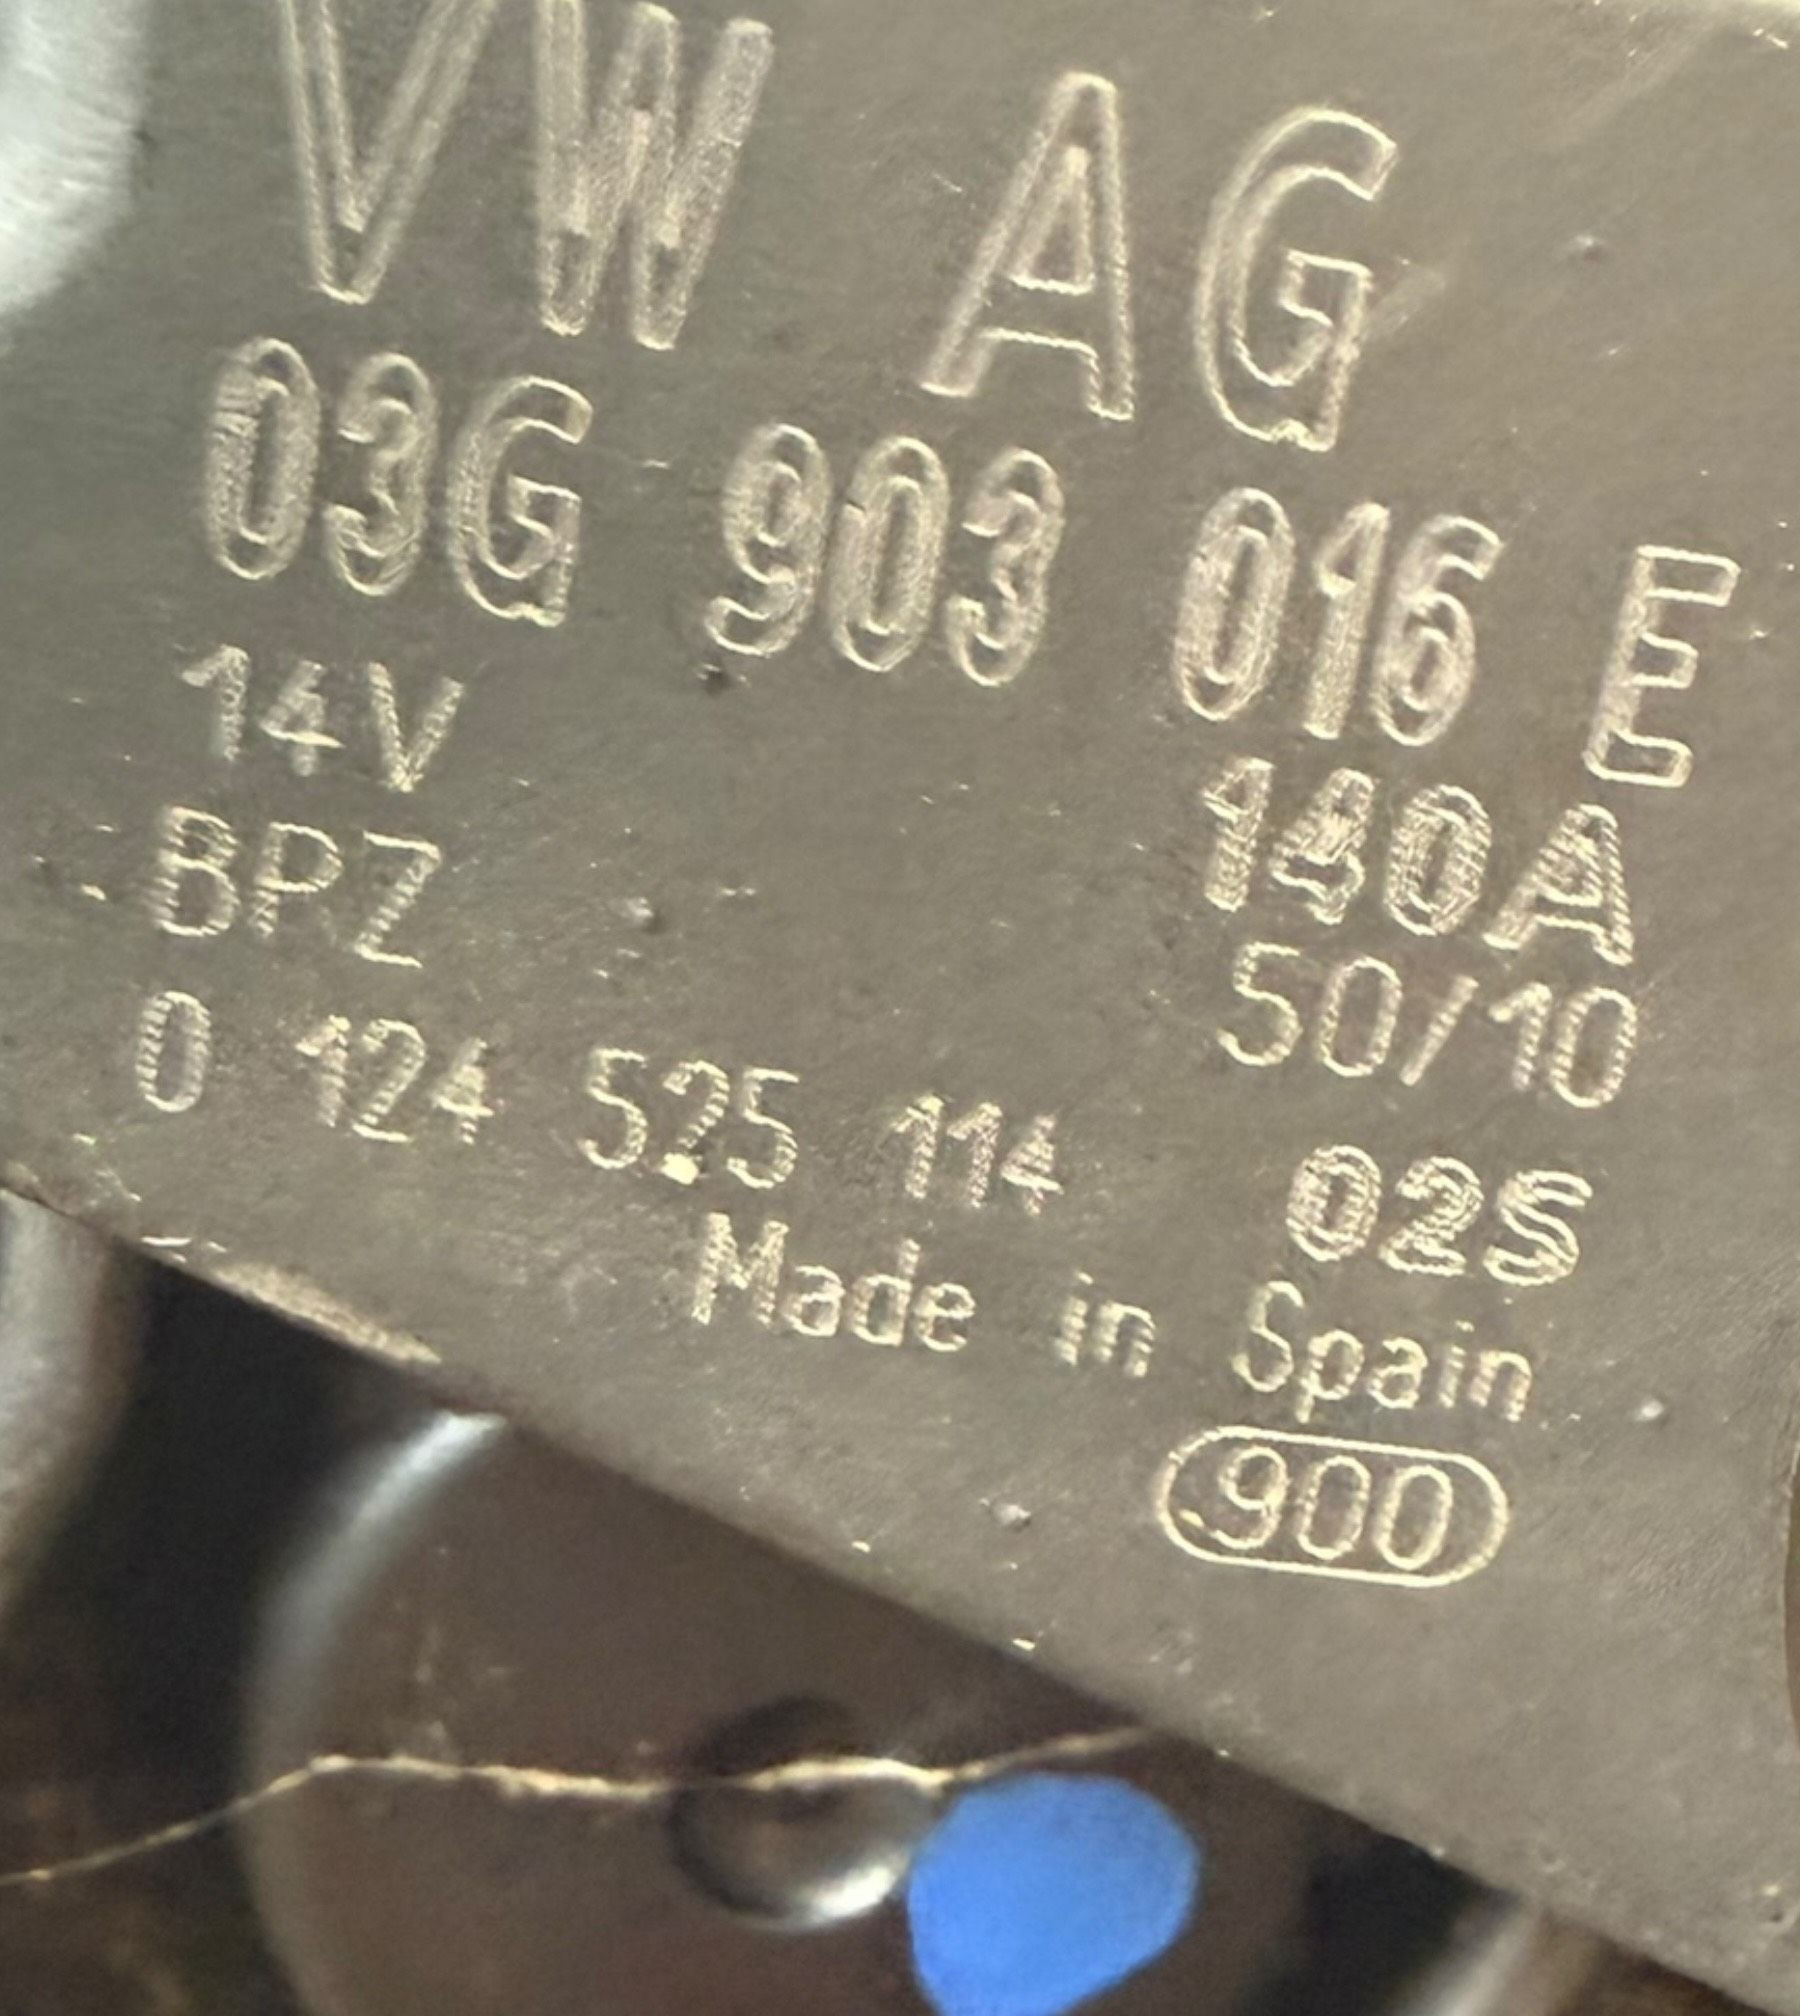 VW AG
03G 903 016 E
14V 140A
BPZ 50/10
0 124 525 114 02S
Made in Spain
900